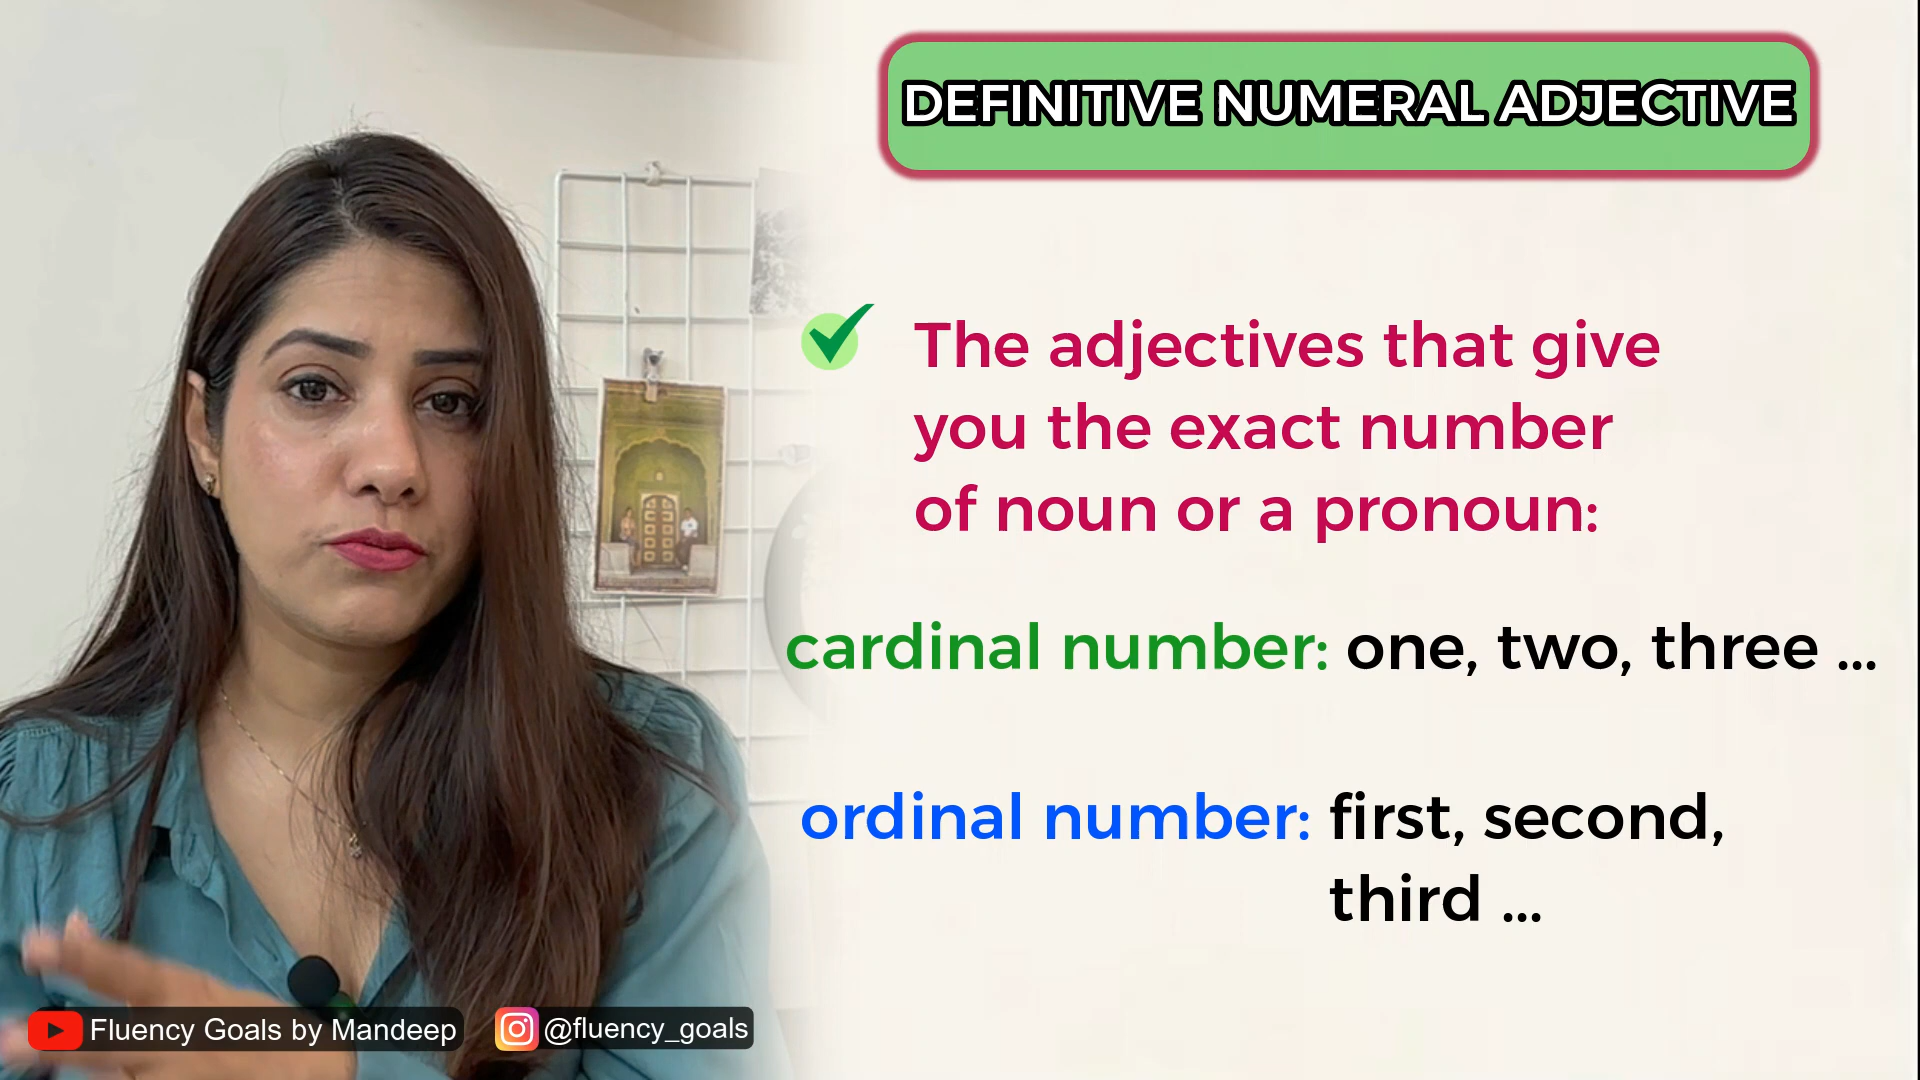 DEFINITIVE NUMERAL ADJECTIVE
The adjectives that give
you the exact number
of noun or a pronoun:
cardinal number: one, two, three ...
ordinal number: first, second,
third ...
Fluency Goals by Mandeep
@fluency_goals